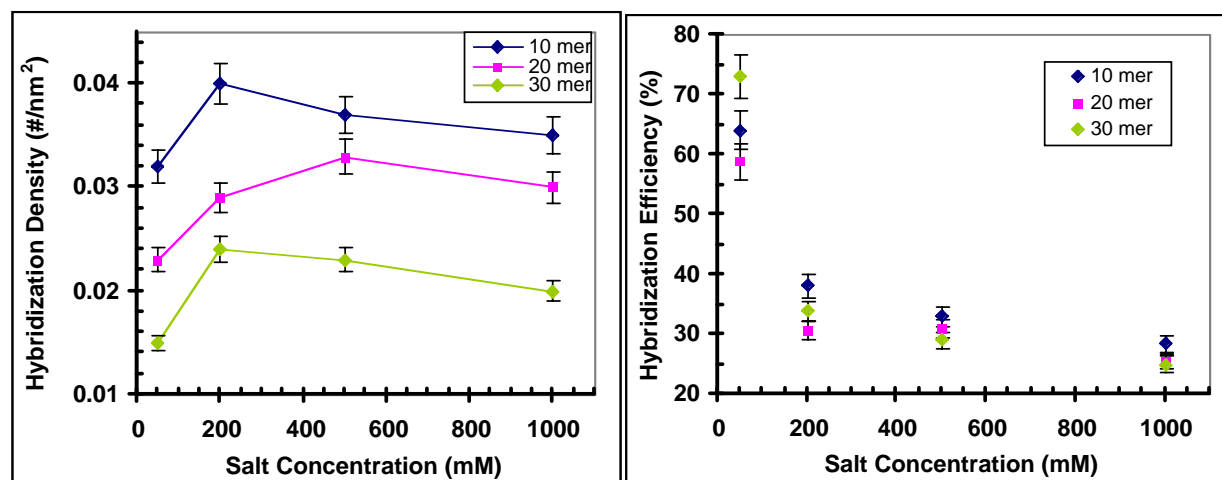 Hybridization Density (#/nm²)
0.04
0.03
0.02
0.01
0
200
400
600
800
1000
Salt Concentration (mM)
10 mer
20 mer
30 mer
Hybridization Efficiency (%)
80
70
60
50
40
30
20
0
200
400
600
800
1000
Salt Concentration (mM)
10 mer
20 mer
30 mer